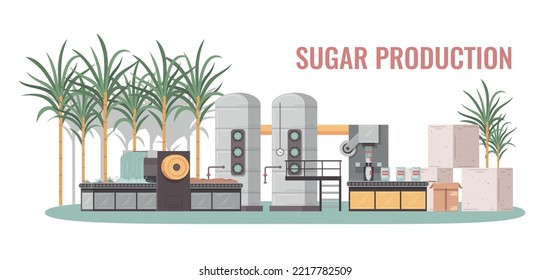 SUGAR PRODUCTION
shutterstock.com · 2217782509